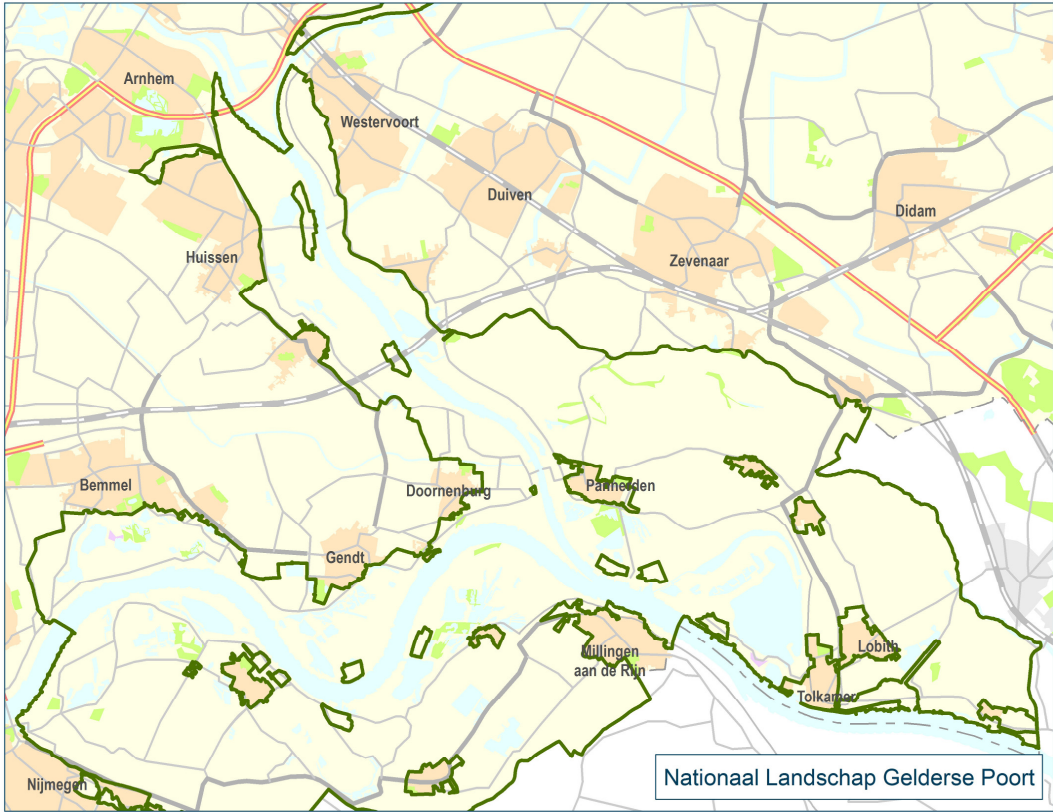 Arnhem
Westervoort
Duiven
Didam
Huissen
Zevenaar
Bemmel
Doornenburg
Pannerden
Gendt
Millingen
aan de Rijn
Lobith
Tolkamer
Nijmegen
Nationaal Landschap Gelderse Poort